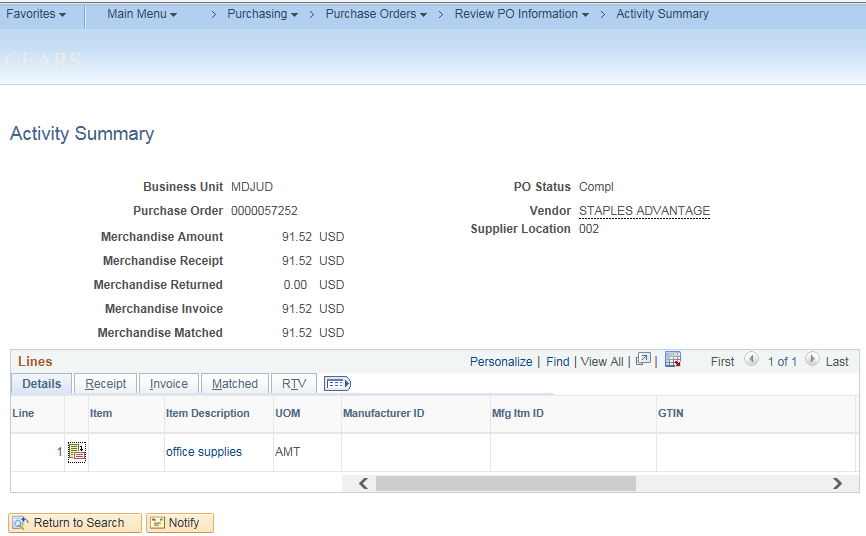 Favorites Main Menu > Purchasing > Purchase Orders > Review PO Information > Activity Summary
GEARS
Activity Summary
Business Unit MDJUD PO Status Compl
Purchase Order 0000057252 Vendor STAPLES ADVANTAGE
Supplier Location 002
Merchandise Amount 91.52 USD
Merchandise Receipt 91.52 USD
Merchandise Returned 0.00 USD
Merchandise Invoice 91.52 USD
Merchandise Matched 91.52 USD
Lines Personalize | Find | View All | | First 1 of 1 Last
Details Receipt Invoice Matched RTV
Line Item Item Description UOM Manufacturer ID Mfg Itm ID GTIN
1 office supplies AMT
Return to Search Notify